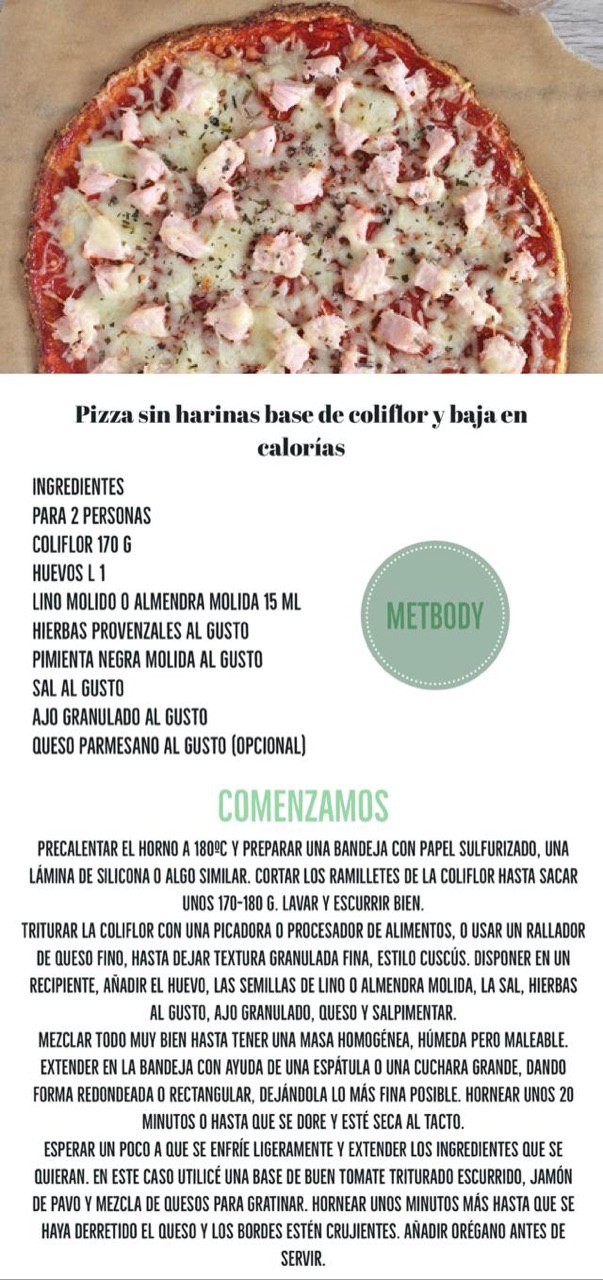 Pizza sin harinas base de coliflor y baja en
calorías
INGREDIENTES
PARA 2 PERSONAS
COLIFLOR 170 G
HUEVOS L 1
LINO MOLIDO O ALMENDRA MOLIDA 15 ML
HIERBAS PROVENZALES AL GUSTO
PIMIENTA NEGRA MOLIDA AL GUSTO
SAL AL GUSTO
AJO GRANULADO AL GUSTO
QUESO PARMESANO AL GUSTO (OPCIONAL)
METBODY
COMENZAMOS
PRECALENTAR EL HORNO A 180ºC Y PREPARAR UNA BANDEJA CON PAPEL SULFURIZADO, UNA
LÁMINA DE SILICONA O ALGO SIMILAR. CORTAR LOS RAMILLETES DE LA COLIFLOR HASTA SACAR
UNOS 170-180 G. LAVAR Y ESCURRIR BIEN.
TRITURAR LA COLIFLOR CON UNA PICADORA O PROCESADOR DE ALIMENTOS, O USAR UN RALLADOR
DE QUESO FINO, HASTA DEJAR TEXTURA GRANULADA FINA, ESTILO CUSCÚS. DISPONER EN UN
RECIPIENTE, AÑADIR EL HUEVO, LAS SEMILLAS DE LINO O ALMENDRA MOLIDA, LA SAL, HIERBAS
AL GUSTO, AJO GRANULADO, QUESO Y SALPIMENTAR.
MEZCLAR TODO MUY BIEN HASTA TENER UNA MASA HOMOGÉNEA, HÚMEDA PERO MALEABLE.
EXTENDER EN LA BANDEJA CON AYUDA DE UNA ESPÁTULA O UNA CUCHARA GRANDE, DANDO
FORMA REDONDEADA O RECTANGULAR, DEJÁNDOLA LO MÁS FINA POSIBLE. HORNEAR UNOS 20
MINUTOS O HASTA QUE SE DORE Y ESTÉ SECA AL TACTO.
ESPERAR UN POCO A QUE SE ENFRÍE LIGERAMENTE Y EXTENDER LOS INGREDIENTES QUE SE
QUIERAN. EN ESTE CASO UTILICÉ UNA BASE DE BUEN TOMATE TRITURADO ESCURRIDO, JAMÓN
DE PAVO Y MEZCLA DE QUESOS PARA GRATINAR. HORNEAR UNOS MINUTOS MÁS HASTA QUE SE
HAYA DERRETIDO EL QUESO Y LOS BORDES ESTÉN CRUJIENTES. AÑADIR ORÉGANO ANTES DE
SERVIR.